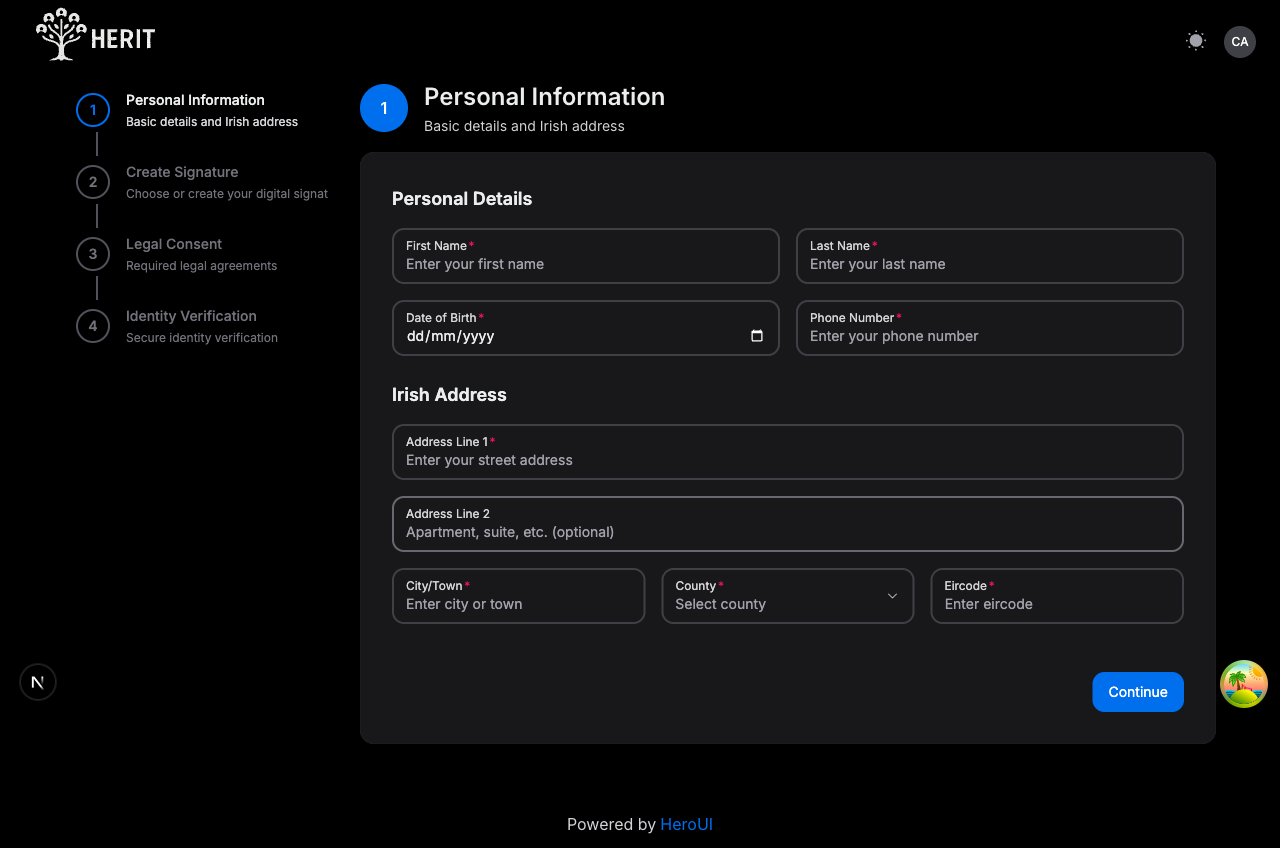 HERIT
CA
1
Personal Information
Basic details and Irish address
2
Create Signature
Choose or create your digital signat
3
Legal Consent
Required legal agreements
4
Identity Verification
Secure identity verification
1
Personal Information
Basic details and Irish address
Personal Details
First Name*
Enter your first name
Last Name*
Enter your last name
Date of Birth*
dd/mm/yyyy
Phone Number*
Enter your phone number
Irish Address
Address Line 1*
Enter your street address
Address Line 2
Apartment, suite, etc. (optional)
City/Town*
Enter city or town
County*
Select county
Eircode*
Enter eircode
N
Continue
Powered by HeroUI